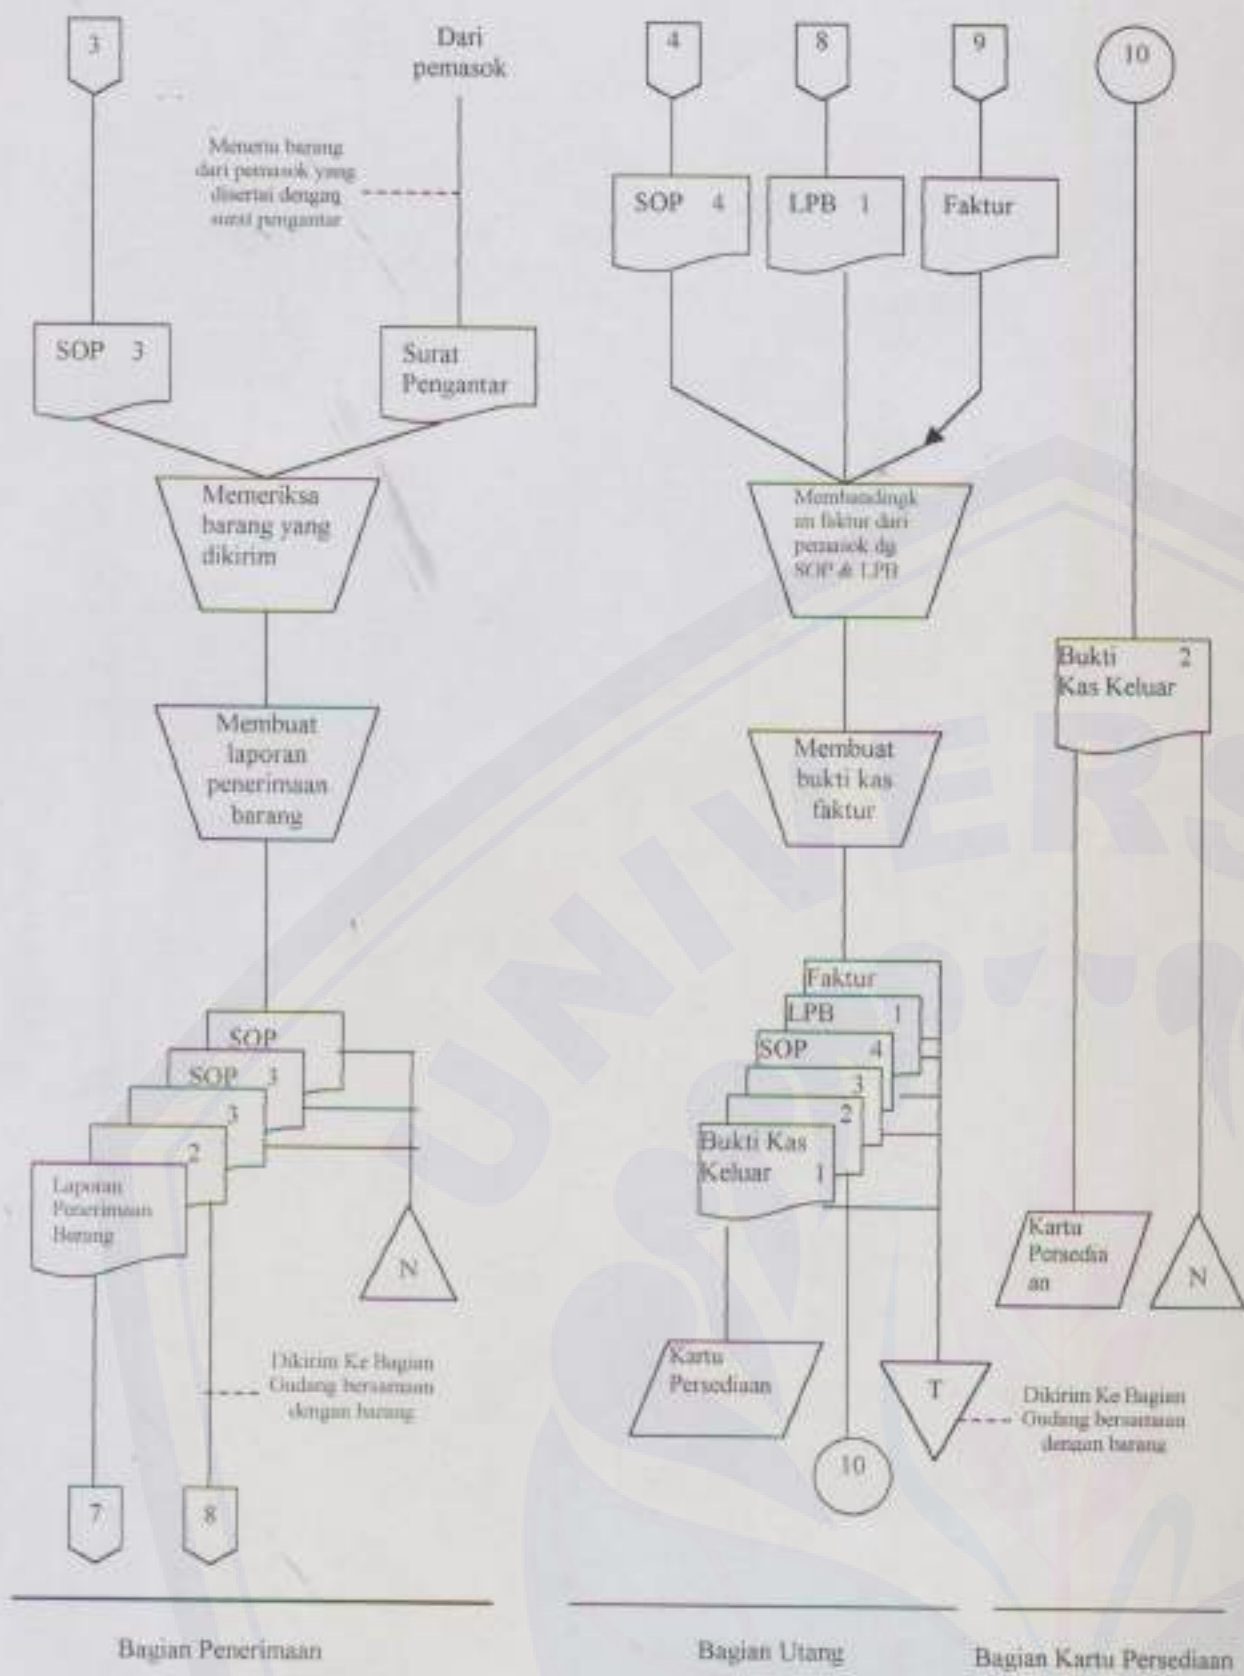 3
Dari
pemasok
Meneriu barang
dari pemasok yang
disertai dengan
surat pengantar
SOP 3
Surat
Pengantar
Memeriksa
barang yang
dikirim
Membuat
laporan
penerimaan
barang
SOP
SOP 3
3
2
Laporan
Penerimaan
Barang
N
Dikirim Ke Bagian
Gudang bersamaan
dengan barang
7
8
Bagian Penerimaan
4
8
9
SOP 4
LPB 1
Faktur
Membandingk
an faktur dari
pemasok dg
SOP & LPB
Membuat
bukti kas
faktur
Faktur
LPB 1
SOP 4
3
2
Bukti Kas
Keluar 1
Kartu
Persediaan
10
T
Dikirim Ke Bagian
Gudang bersamaan
dengan barang
Bagian Utang
10
Bukti 2
Kas Keluar
Kartu
Persedia
an
N
Bagian Kartu Persediaan
UNIVERS